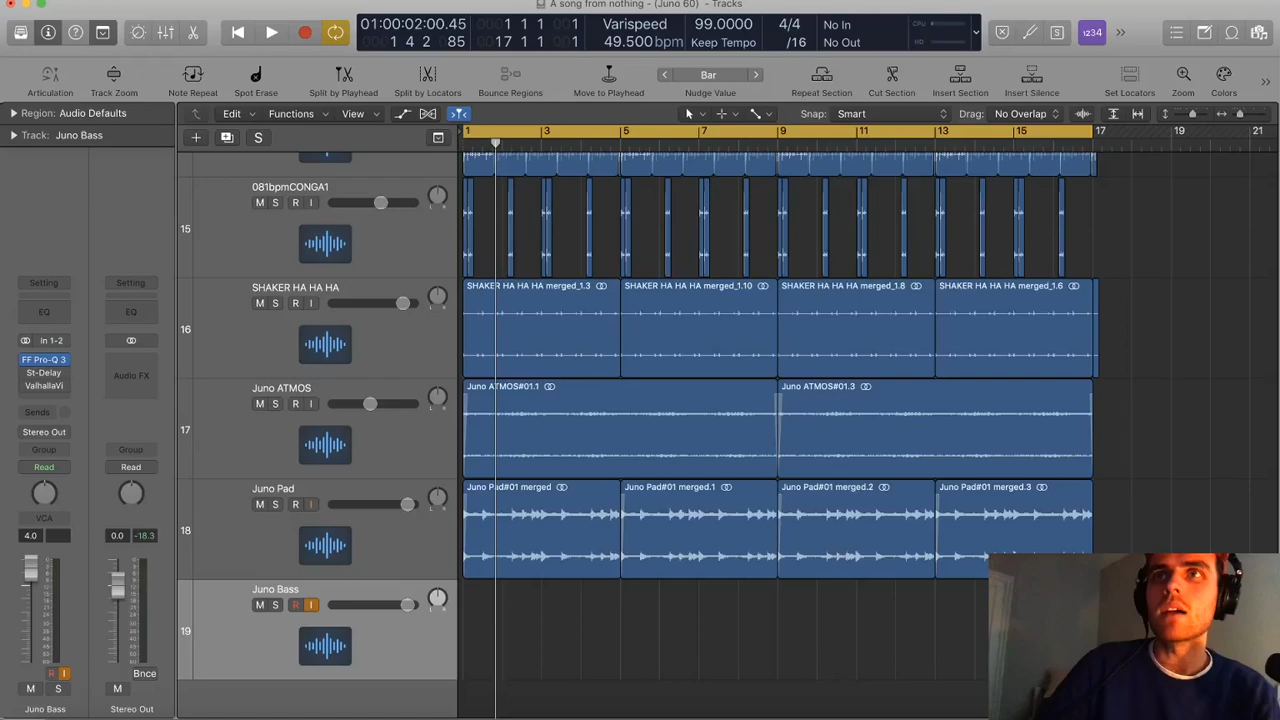 A song from nothing - (Juno 60) - Tracks
01:00:02:00.45
1 4 2 85
1 1 1 1
17 1 1 1
Varispeed
49.500bpm
99.0000
Keep Tempo
4/4
/16
No In
No Out
CPU
HD
1234
Articulation
Track Zoom
Note Repeat
Spot Erase
Split by Playhead
Split by Locators
Bounce Regions
Move to Playhead
Bar
Nudge Value
Repeat Section
Cut Section
Insert Section
Insert Silence
Set Locators
Zoom
Colors
Region: Audio Defaults
Edit
Functions
View
Snap: Smart
Drag: No Overlap
Track: Juno Bass
S
1 3 5 7 9 11 13 15 17 19 21
15
081bpmCONGA1
M S R I
L R
16
SHAKER HA HA HA
M S R I
L R
SHAKER HA HA HA merged_1.3
SHAKER HA HA HA merged_1.10
SHAKER HA HA HA merged_1.8
SHAKER HA HA HA merged_1.6
17
Juno ATMOS
M S R I
L R
Juno ATMOS#01.1
Juno ATMOS#01.3
18
Juno Pad
M S R I
L R
Juno Pad#01 merged
Juno Pad#01 merged.1
Juno Pad#01 merged.2
Juno Pad#01 merged.3
19
Juno Bass
M S R I
L R
Setting
Setting
EQ
EQ
in 1-2
FF Pro-Q 3
St-Delay
ValhallaVi
Audio FX
Sends
Stereo Out
Group
Group
Read
Read
VCA
4.0
0.0
-18.3
R I
Bnce
M S
M
Juno Bass
Stereo Out